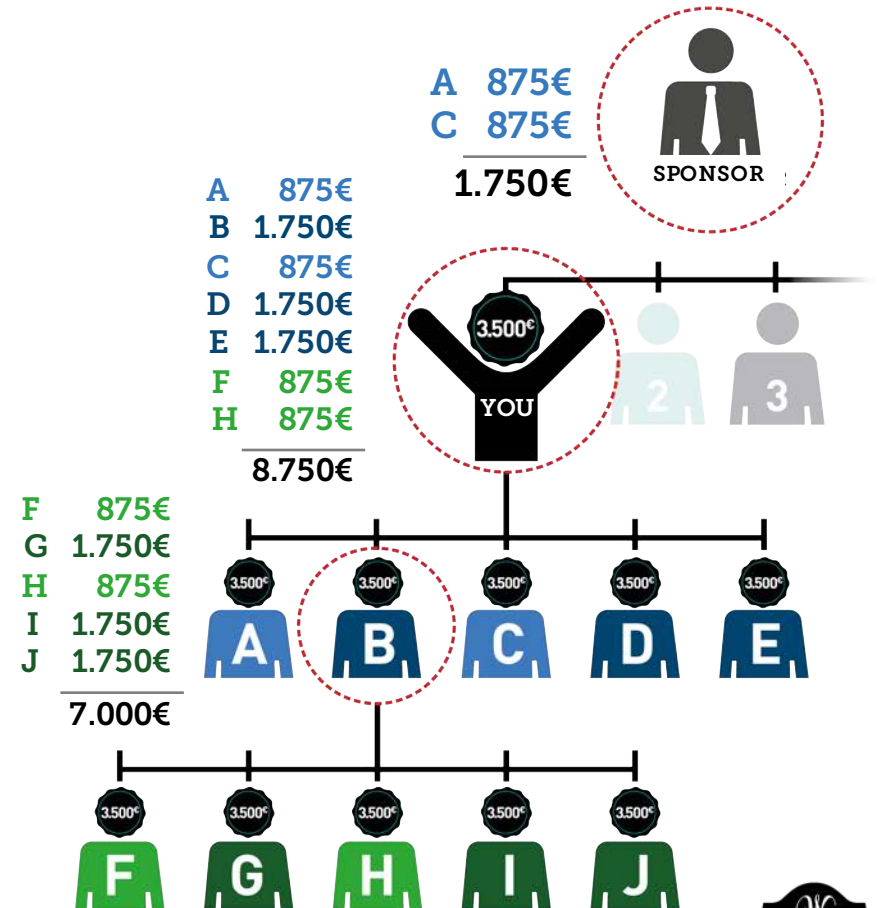 A 875€
C 875€
1.750€
SPONSOR
A 875€
B 1.750€
C 875€
D 1.750€
E 1.750€
F 875€
H 875€
8.750€
3.500€
YOU
2
3
F 875€
G 1.750€
H 875€
I 1.750€
J 1.750€
7.000€
3.500€ 3.500€ 3.500€ 3.500€ 3.500€
A B C D E
3.500€ 3.500€ 3.500€ 3.500€ 3.500€
F G H I J